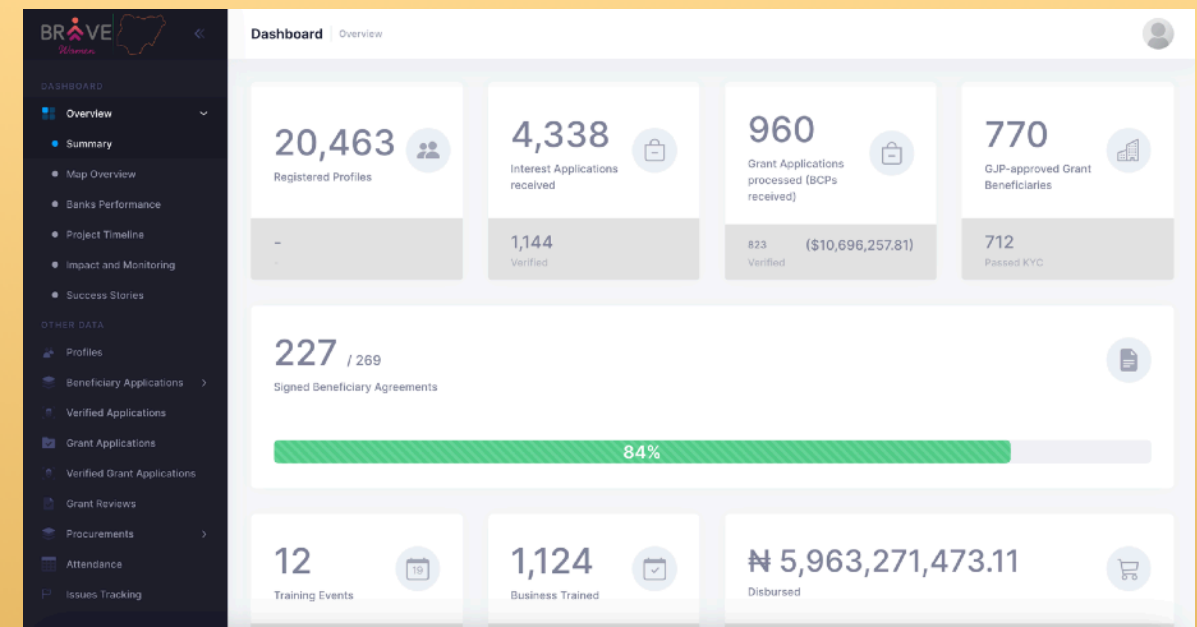 BRAVE
Women
DASHBOARD
Overview
Summary
Map Overview
Banks Performance
Project Timeline
Impact and Monitoring
Success Stories
OTHER DATA
Profiles
Beneficiary Applications
Verified Applications
Grant Applications
Verified Grant Applications
Grant Reviews
Procurements
Attendance
Issues Tracking
Dashboard Overview
20,463
Registered Profiles
-
-
4,338
Interest Applications
received
1,144
Verified
960
Grant Applications
processed (BCPs
received)
823 ($10,696,257.81)
Verified
770
GJP-approved Grant
Beneficiaries
712
Passed KYC
227 / 269
Signed Beneficiary Agreements
84%
12
19
Training Events
1,124
Business Trained
₦ 5,963,271,473.11
Disbursed